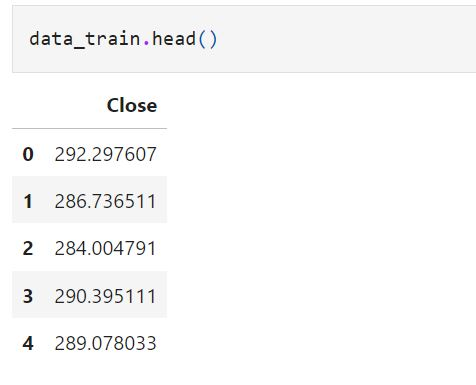 data_train.head()
Close
0 292.297607
1 286.736511
2 284.004791
3 290.395111
4 289.078033